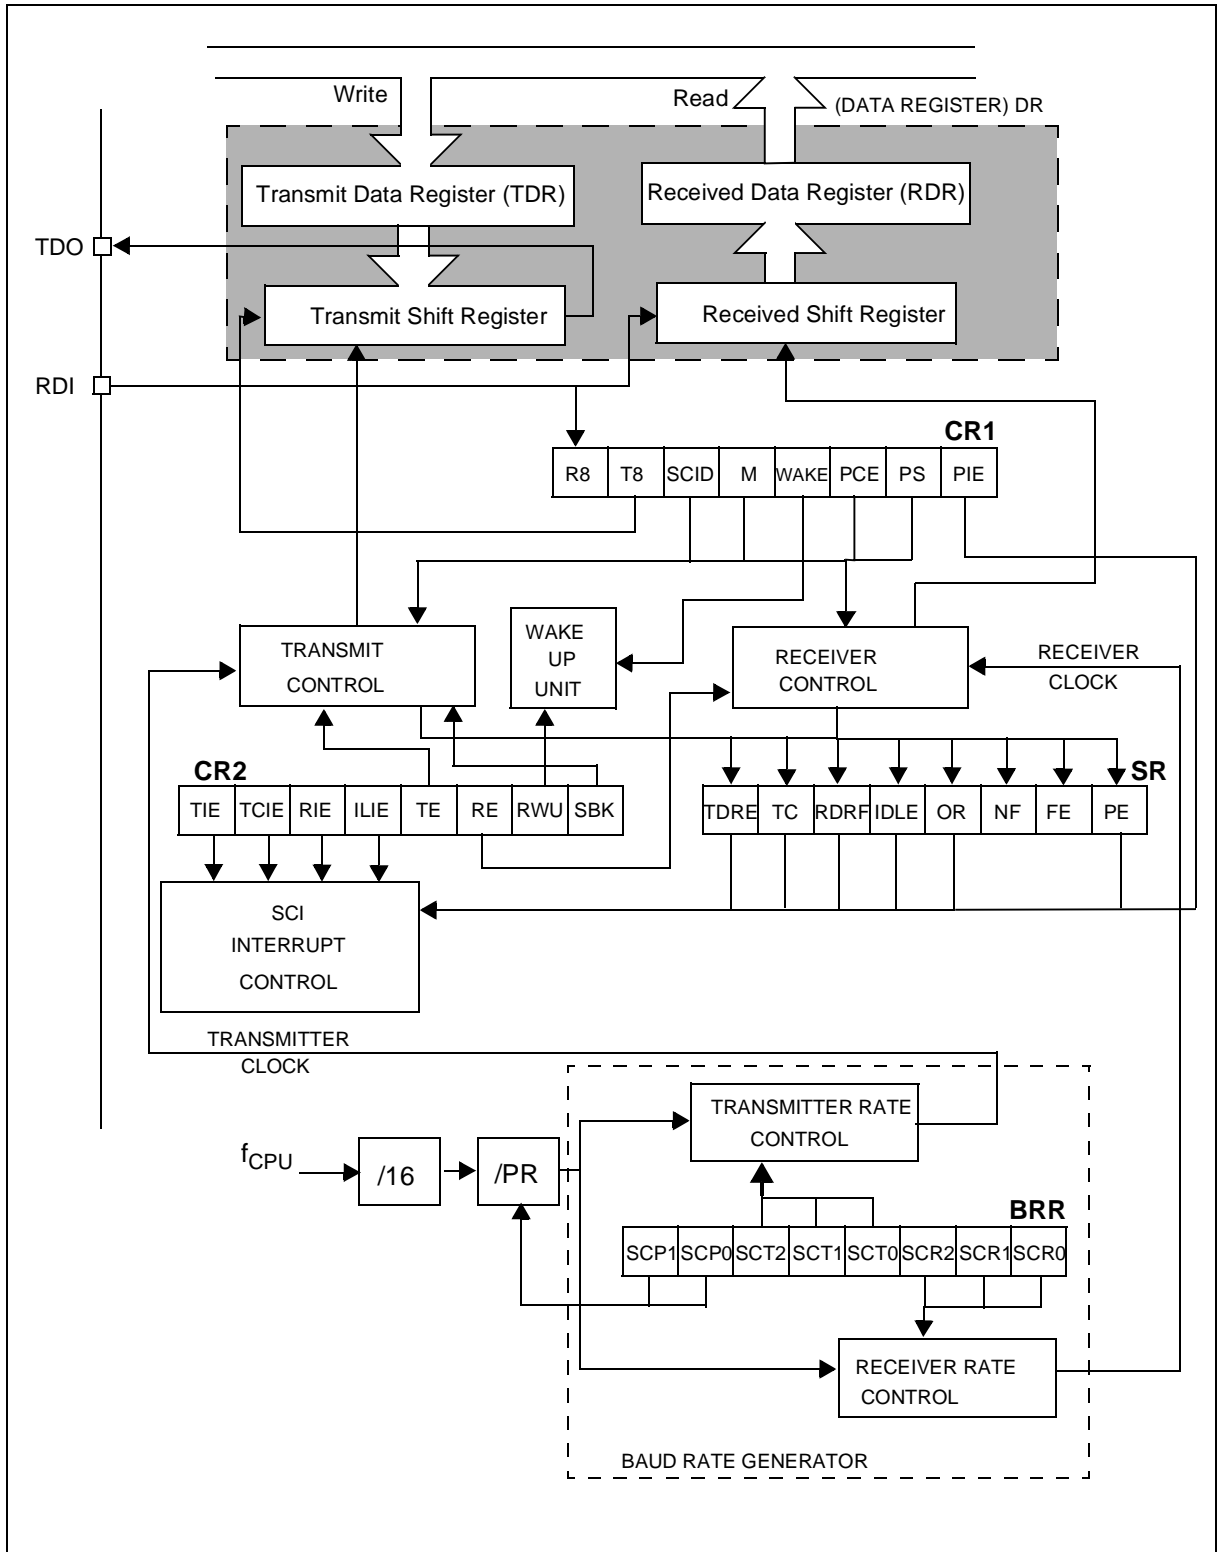 Write
Read
(DATA REGISTER) DR
Transmit Data Register (TDR)
Received Data Register (RDR)
TDO
Transmit Shift Register
Received Shift Register
RDI
CR1
R8 T8 SCID M WAKE PCE PS PIE
TRANSMIT
CONTROL
WAKE
UP
UNIT
RECEIVER
CONTROL
RECEIVER
CLOCK
CR2
TIE TCIE RIE ILIE TE RE RWU SBK
SR
TDRE TC RDRF IDLE OR NF FE PE
SCI
INTERRUPT
CONTROL
TRANSMITTER
CLOCK
TRANSMITTER RATE
CONTROL
fCPU
/16
/PR
BRR
SCP1 SCP0 SCT2 SCT1 SCT0 SCR2 SCR1 SCR0
RECEIVER RATE
CONTROL
BAUD RATE GENERATOR